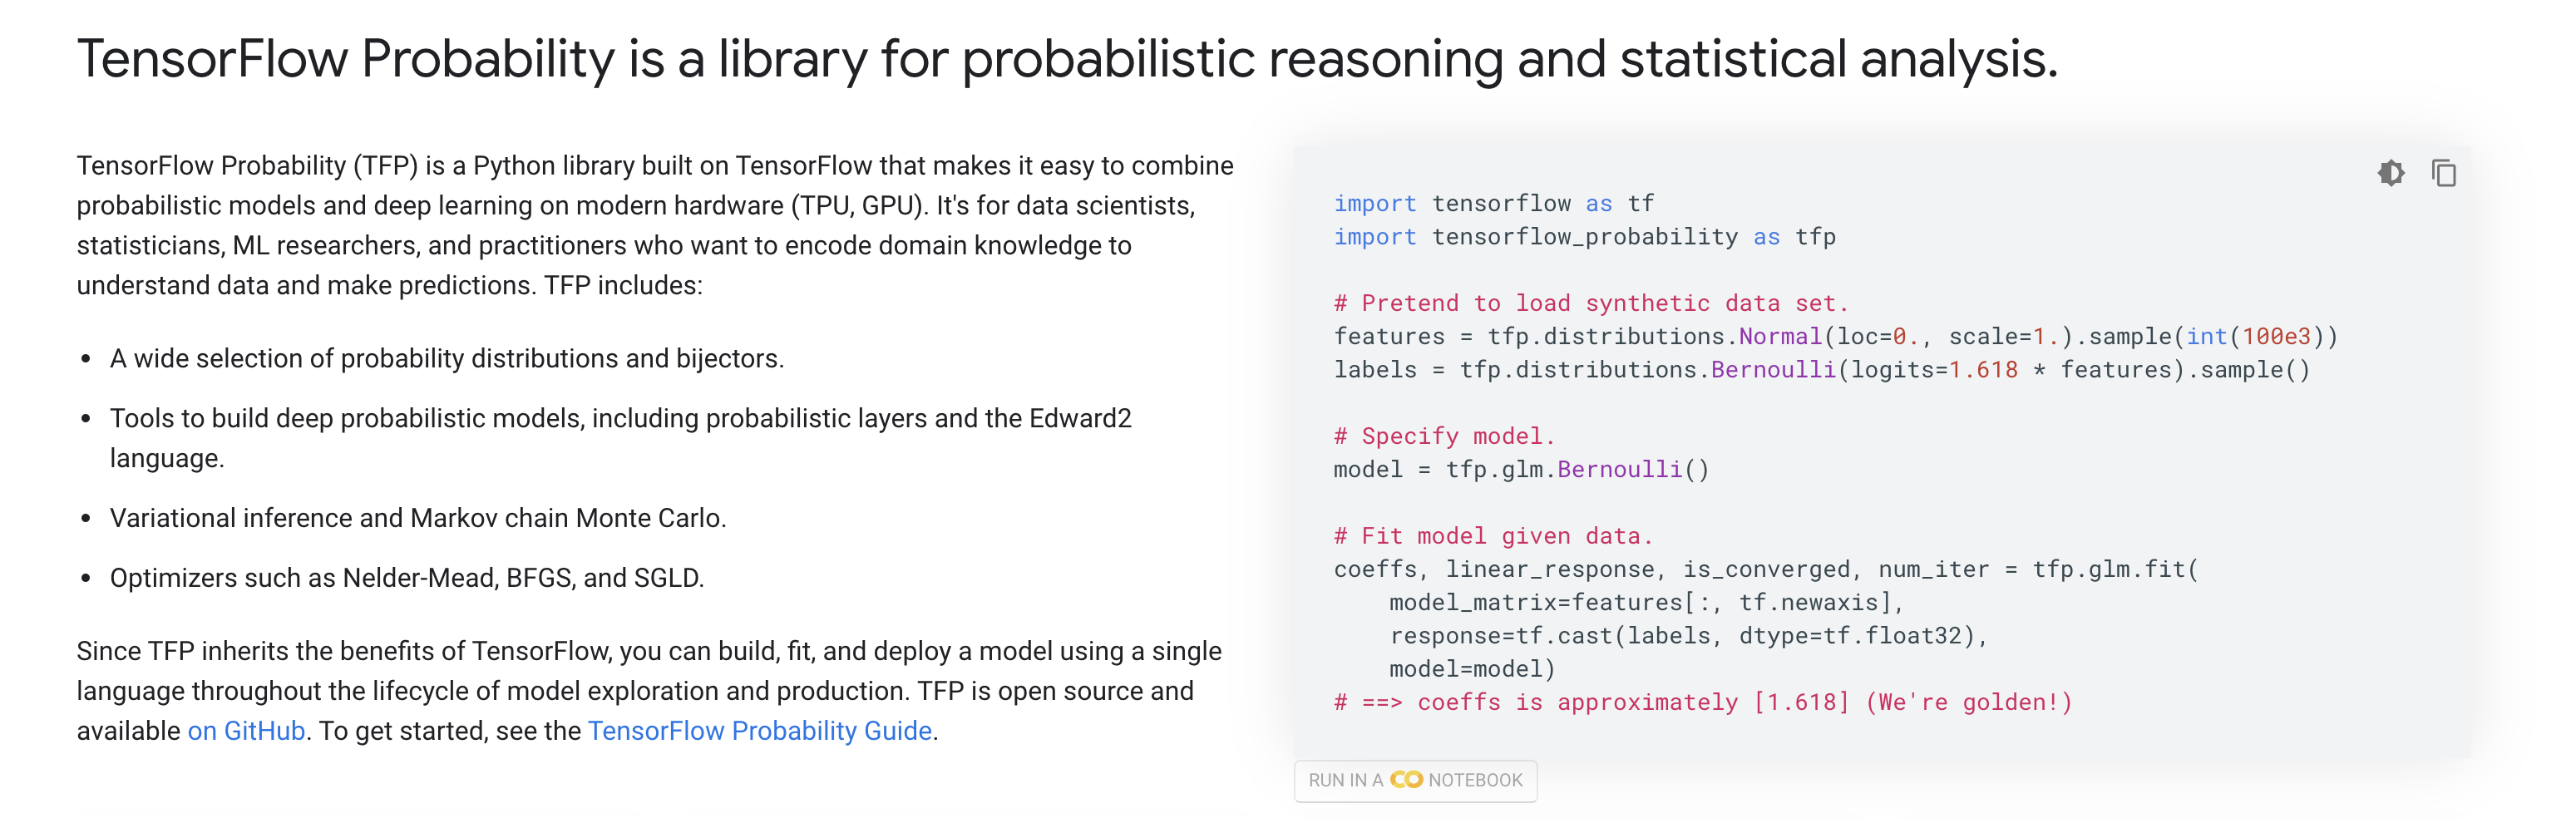 TensorFlow Probability is a library for probabilistic reasoning and statistical analysis.
TensorFlow Probability (TFP) is a Python library built on TensorFlow that makes it easy to combine
probabilistic models and deep learning on modern hardware (TPU, GPU). It's for data scientists,
statisticians, ML researchers, and practitioners who want to encode domain knowledge to
understand data and make predictions. TFP includes:
• A wide selection of probability distributions and bijectors.
• Tools to build deep probabilistic models, including probabilistic layers and the Edward2
language.
• Variational inference and Markov chain Monte Carlo.
• Optimizers such as Nelder-Mead, BFGS, and SGLD.
Since TFP inherits the benefits of TensorFlow, you can build, fit, and deploy a model using a single
language throughout the lifecycle of model exploration and production. TFP is open source and
available on GitHub. To get started, see the TensorFlow Probability Guide.
import tensorflow as tf
import tensorflow_probability as tfp
# Pretend to load synthetic data set.
features = tfp.distributions.Normal(loc=0., scale=1.).sample(int(100e3))
labels = tfp.distributions.Bernoulli(logits=1.618 * features).sample()
# Specify model.
model = tfp.glm.Bernoulli()
# Fit model given data.
coeffs, linear_response, is_converged, num_iter = tfp.glm.fit(
    model_matrix=features[:, tf.newaxis],
    response=tf.cast(labels, dtype=tf.float32),
    model=model)
# ==> coeffs is approximately [1.618] (We're golden!)
RUN IN A CO NOTEBOOK